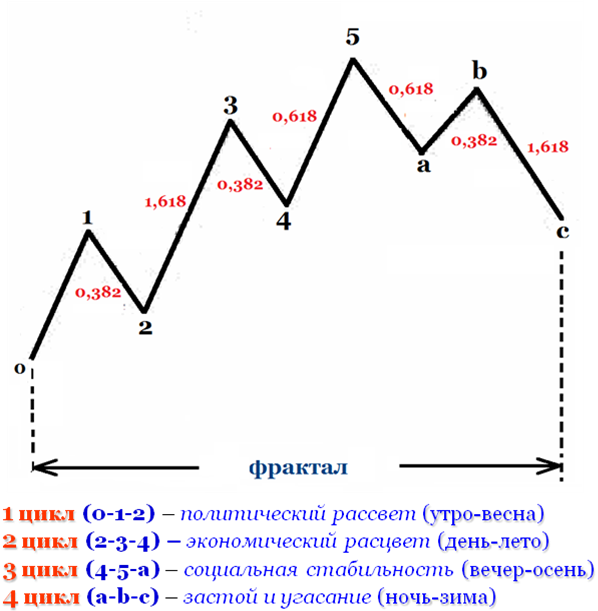 5
b
0,618
0,618
3
0,382
1,618
a
1,618
0,382
4
1
c
0,382
2
0
фрактал
1 цикл (0-1-2) – политический рассвет (утро-весна)
2 цикл (2-3-4) – экономический расцвет (день-лето)
3 цикл (4-5-а) – социальная стабильность (вечер-осень)
4 цикл (a-b-c) – застой и угасание (ночь-зима)